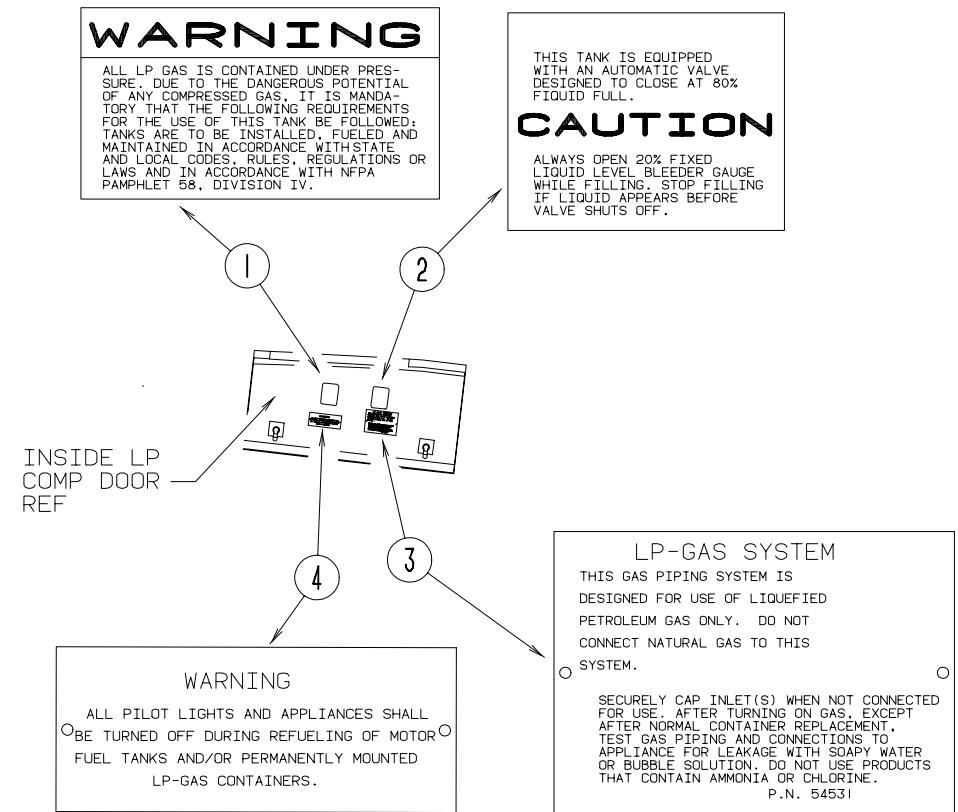 WARNING
ALL LP GAS IS CONTAINED UNDER PRES-
SURE. DUE TO THE DANGEROUS POTENTIAL
OF ANY COMPRESSED GAS, IT IS MANDA-
TORY THAT THE FOLLOWING REQUIREMENTS
FOR THE USE OF THIS TANK BE FOLLOWED:
TANKS ARE TO BE INSTALLED, FUELED AND
MAINTAINED IN ACCORDANCE WITH STATE
AND LOCAL CODES, RULES, REGULATIONS OR
LAWS AND IN ACCORDANCE WITH NFPA
PAMPHLET 58, DIVISION IV.
THIS TANK IS EQUIPPED
WITH AN AUTOMATIC VALVE
DESIGNED TO CLOSE AT 80%
FIQUID FULL.
CAUTION
ALWAYS OPEN 20% FIXED
LIQUID LEVEL BLEEDER GAUGE
WHILE FILLING. STOP FILLING
IF LIQUID APPEARS BEFORE
VALVE SHUTS OFF.
1
2
INSIDE LP
COMP DOOR
REF
3
4
WARNING
ALL PILOT LIGHTS AND APPLIANCES SHALL
BE TURNED OFF DURING REFUELING OF MOTOR
FUEL TANKS AND/OR PERMANENTLY MOUNTED
LP-GAS CONTAINERS.
LP-GAS SYSTEM
THIS GAS PIPING SYSTEM IS
DESIGNED FOR USE OF LIQUEFIED
PETROLEUM GAS ONLY. DO NOT
CONNECT NATURAL GAS TO THIS
SYSTEM.
SECURELY CAP INLET(S) WHEN NOT CONNECTED
FOR USE. AFTER TURNING ON GAS, EXCEPT
AFTER NORMAL CONTAINER REPLACEMENT,
TEST GAS PIPING AND CONNECTIONS TO
APPLIANCE FOR LEAKAGE WITH SOAPY WATER
OR BUBBLE SOLUTION. DO NOT USE PRODUCTS
THAT CONTAIN AMMONIA OR CHLORINE.
P.N. 54531